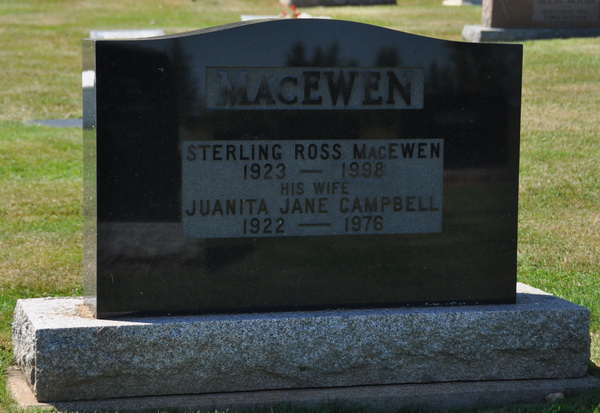 MACEWEN
STERLING ROSS MACEWEN
1923 — 1998
HIS WIFE
JUANITA JANE CAMPBELL
1922 — 1976